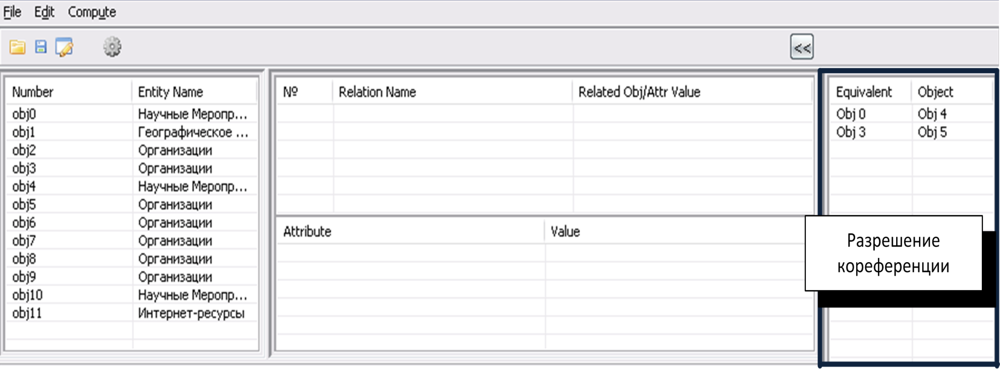 File Edit Compute
<<
Number Entity Name
obj0 Научные Меропр...
obj1 Географическое ...
obj2 Организации
obj3 Организации
obj4 Научные Меропр...
obj5 Организации
obj6 Организации
obj7 Организации
obj8 Организации
obj9 Организации
obj10 Научные Меропр...
obj11 Интернет-ресурсы
№ Relation Name Related Obj/Attr Value
Attribute Value
Equivalent Object
Obj 0 Obj 4
Obj 3 Obj 5
Разрешение
кореференции